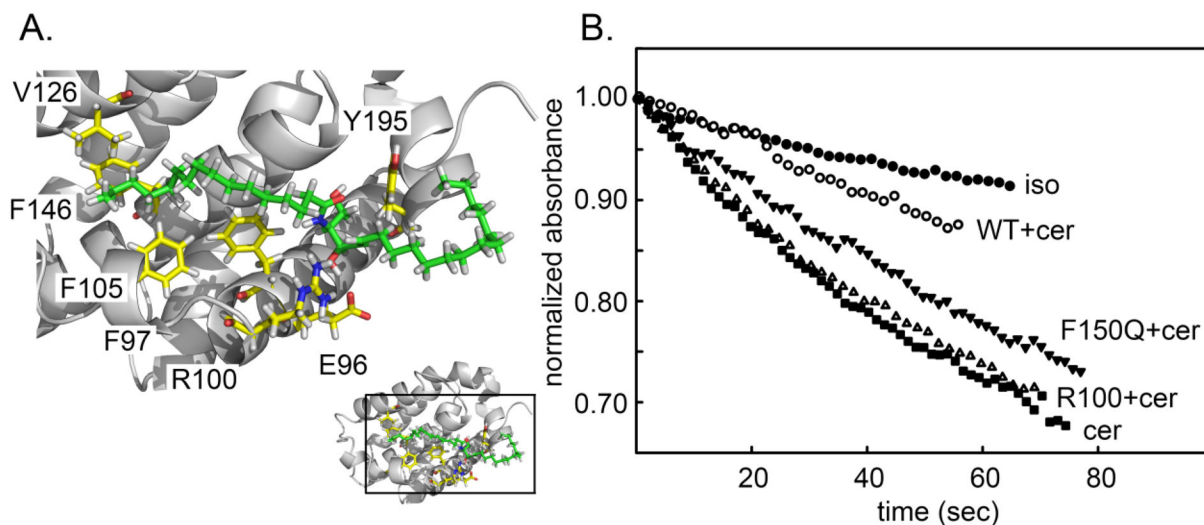 A.
V126
Y195
F146
F105
F97
R100
E96
B.
normalized absorbance
1.00
0.90
0.80
0.70
iso
WT+cer
F150Q+cer
R100+cer
cer
20
40
60
80
time (sec)